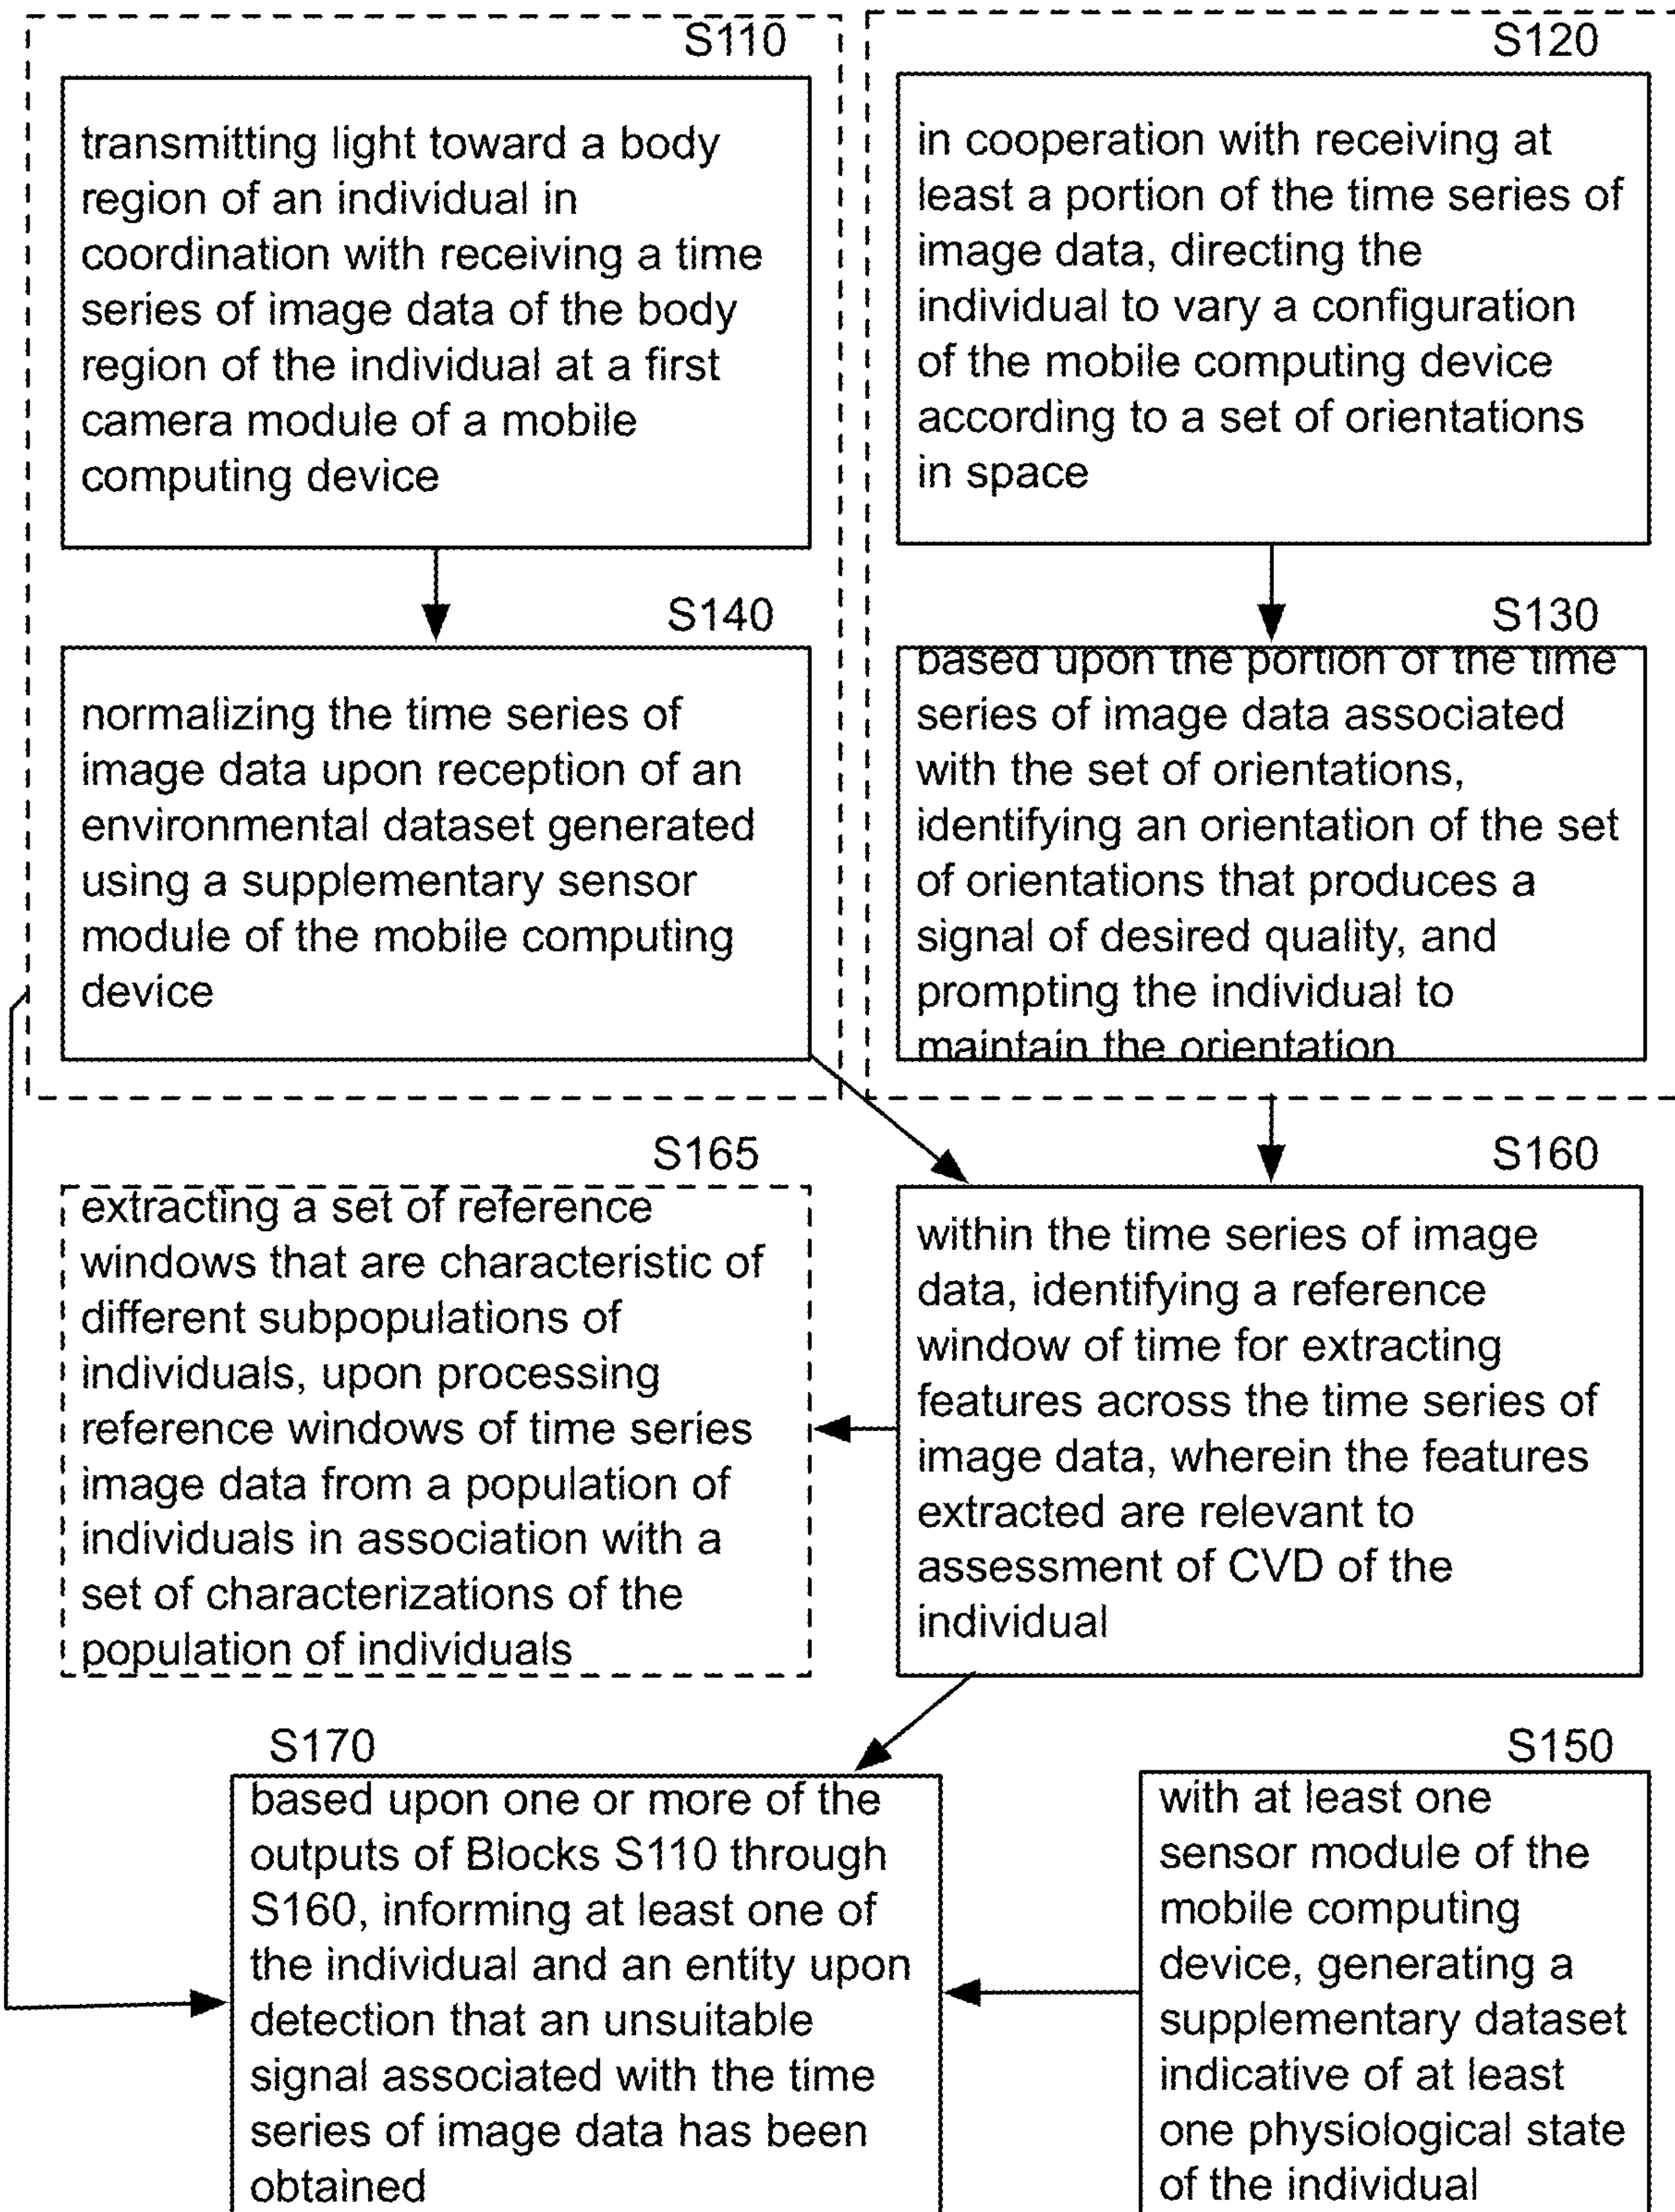 S110
transmitting light toward a body
region of an individual in
coordination with receiving a time
series of image data of the body
region of the individual at a first
camera module of a mobile
computing device
S120
in cooperation with receiving at
least a portion of the time series of
image data, directing the
individual to vary a configuration
of the mobile computing device
according to a set of orientations
in space
S140
normalizing the time series of
image data upon reception of an
environmental dataset generated
using a supplementary sensor
module of the mobile computing
device
S130
based upon the portion of the time
series of image data associated
with the set of orientations,
identifying an orientation of the set
of orientations that produces a
signal of desired quality, and
prompting the individual to
maintain the orientation
S165
extracting a set of reference
windows that are characteristic of
different subpopulations of
individuals, upon processing
reference windows of time series
image data from a population of
individuals in association with a
set of characterizations of the
population of individuals
S160
within the time series of image
data, identifying a reference
window of time for extracting
features across the time series of
image data, wherein the features
extracted are relevant to
assessment of CVD of the
individual
S170
based upon one or more of the
outputs of Blocks S110 through
S160, informing at least one of
the individual and an entity upon
detection that an unsuitable
signal associated with the time
series of image data has been
obtained
S150
with at least one
sensor module of the
mobile computing
device, generating a
supplementary dataset
indicative of at least
one physiological state
of the individual